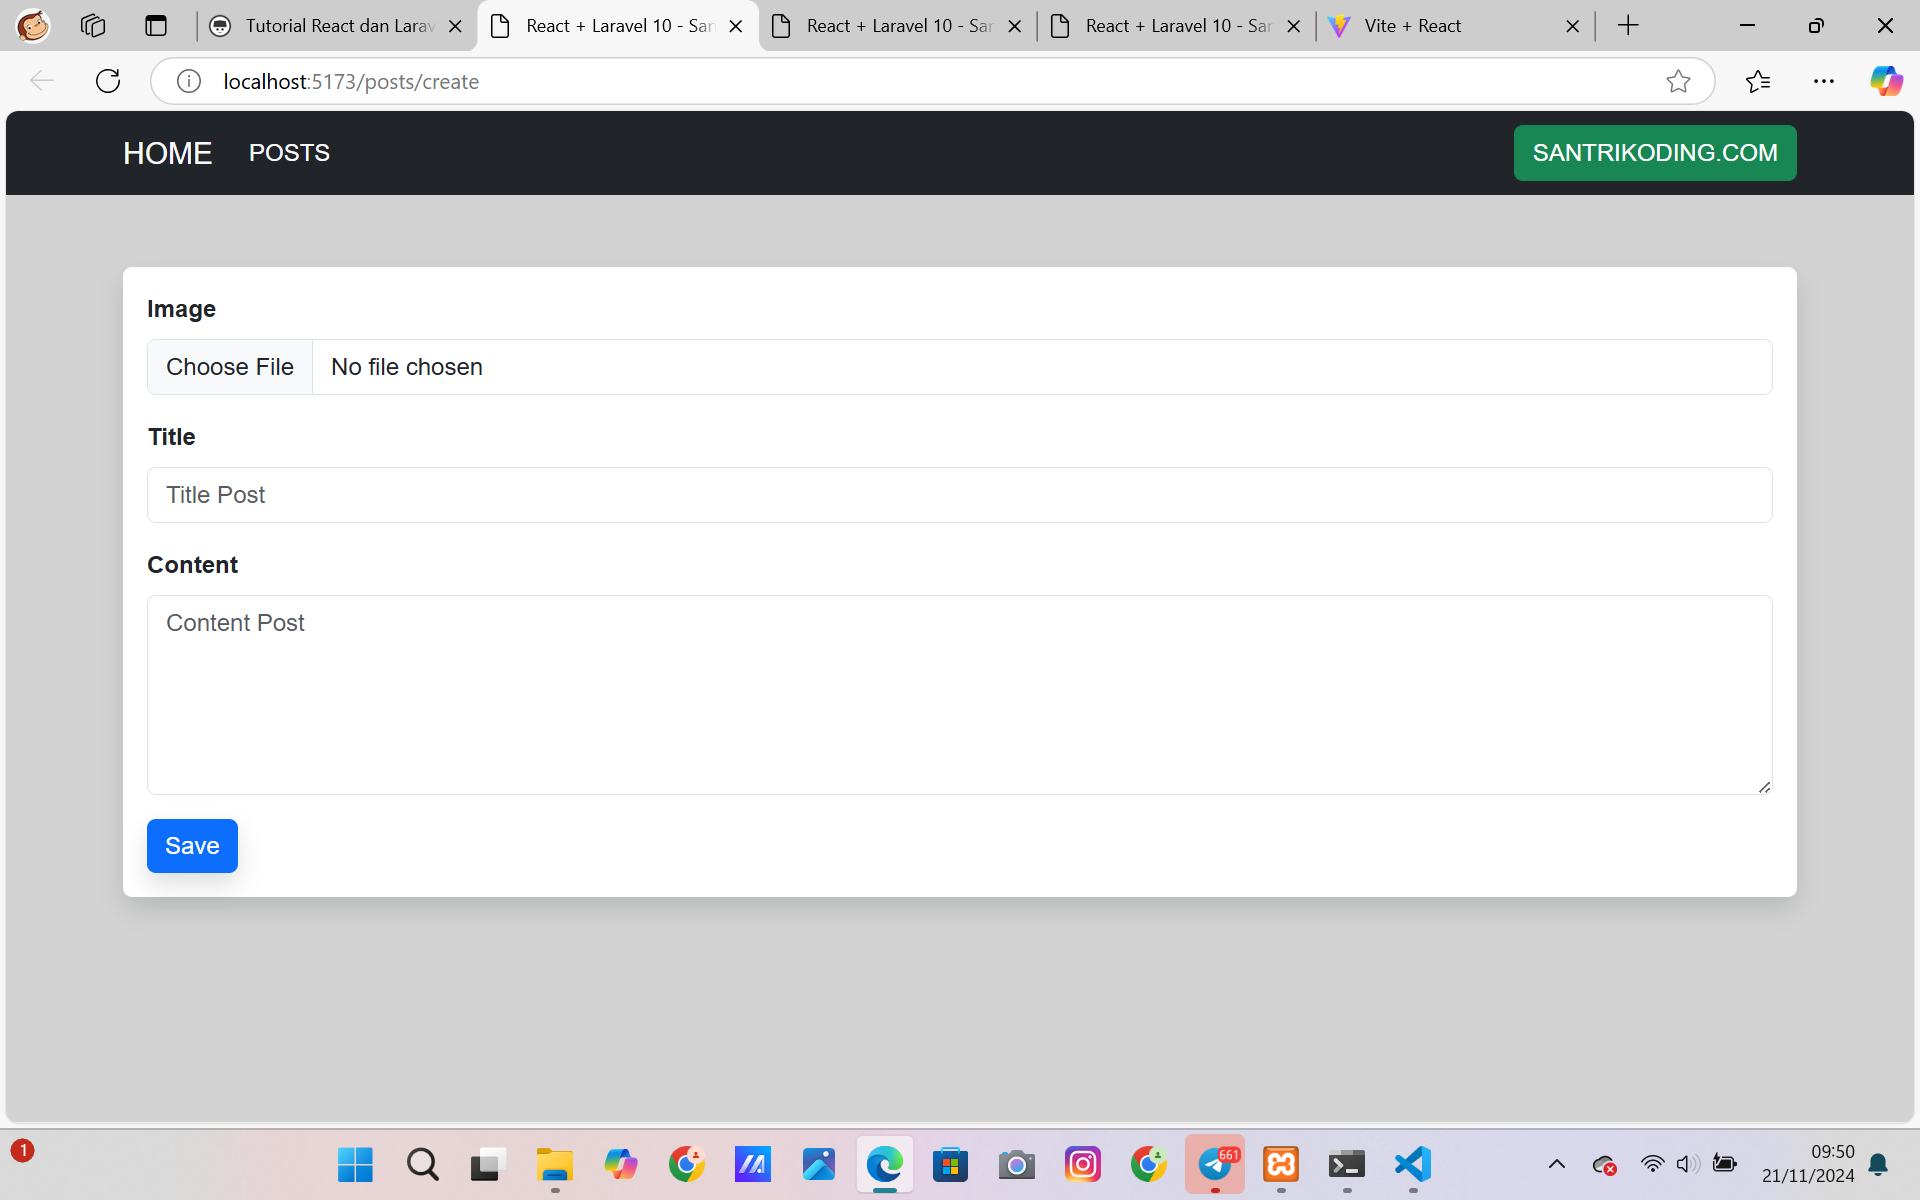 Tutorial React dan Larav
React + Laravel 10 - San
React + Laravel 10 - Sar
React + Laravel 10 - Sar
Vite + React
localhost:5173/posts/create
HOME
POSTS
SANTRIKODING.COM
Image
Choose File
No file chosen
Title
Title Post
Content
Content Post
Save
1
661
09:50
21/11/2024